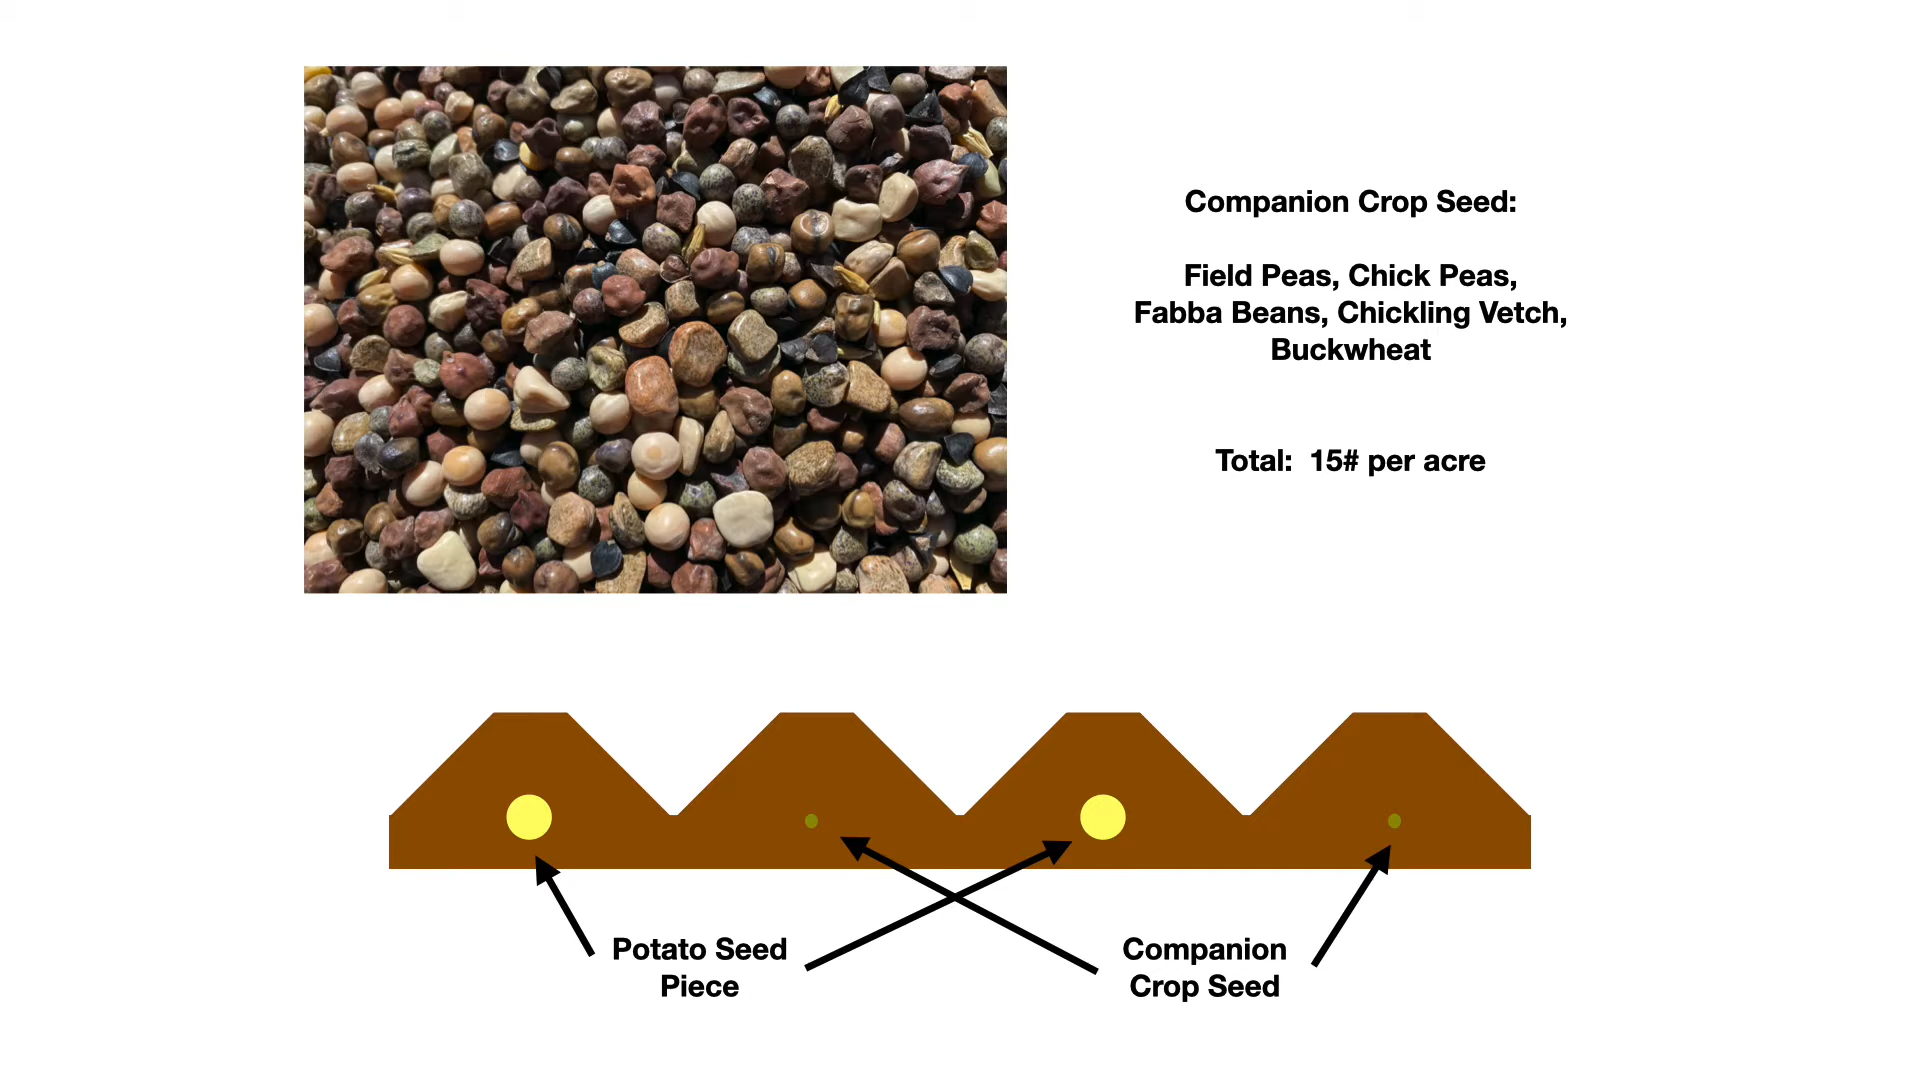 Companion Crop Seed:
Field Peas, Chick Peas,
Fabba Beans, Chickling Vetch,
Buckwheat
Total:  15# per acre
Potato Seed
Piece
Companion
Crop Seed